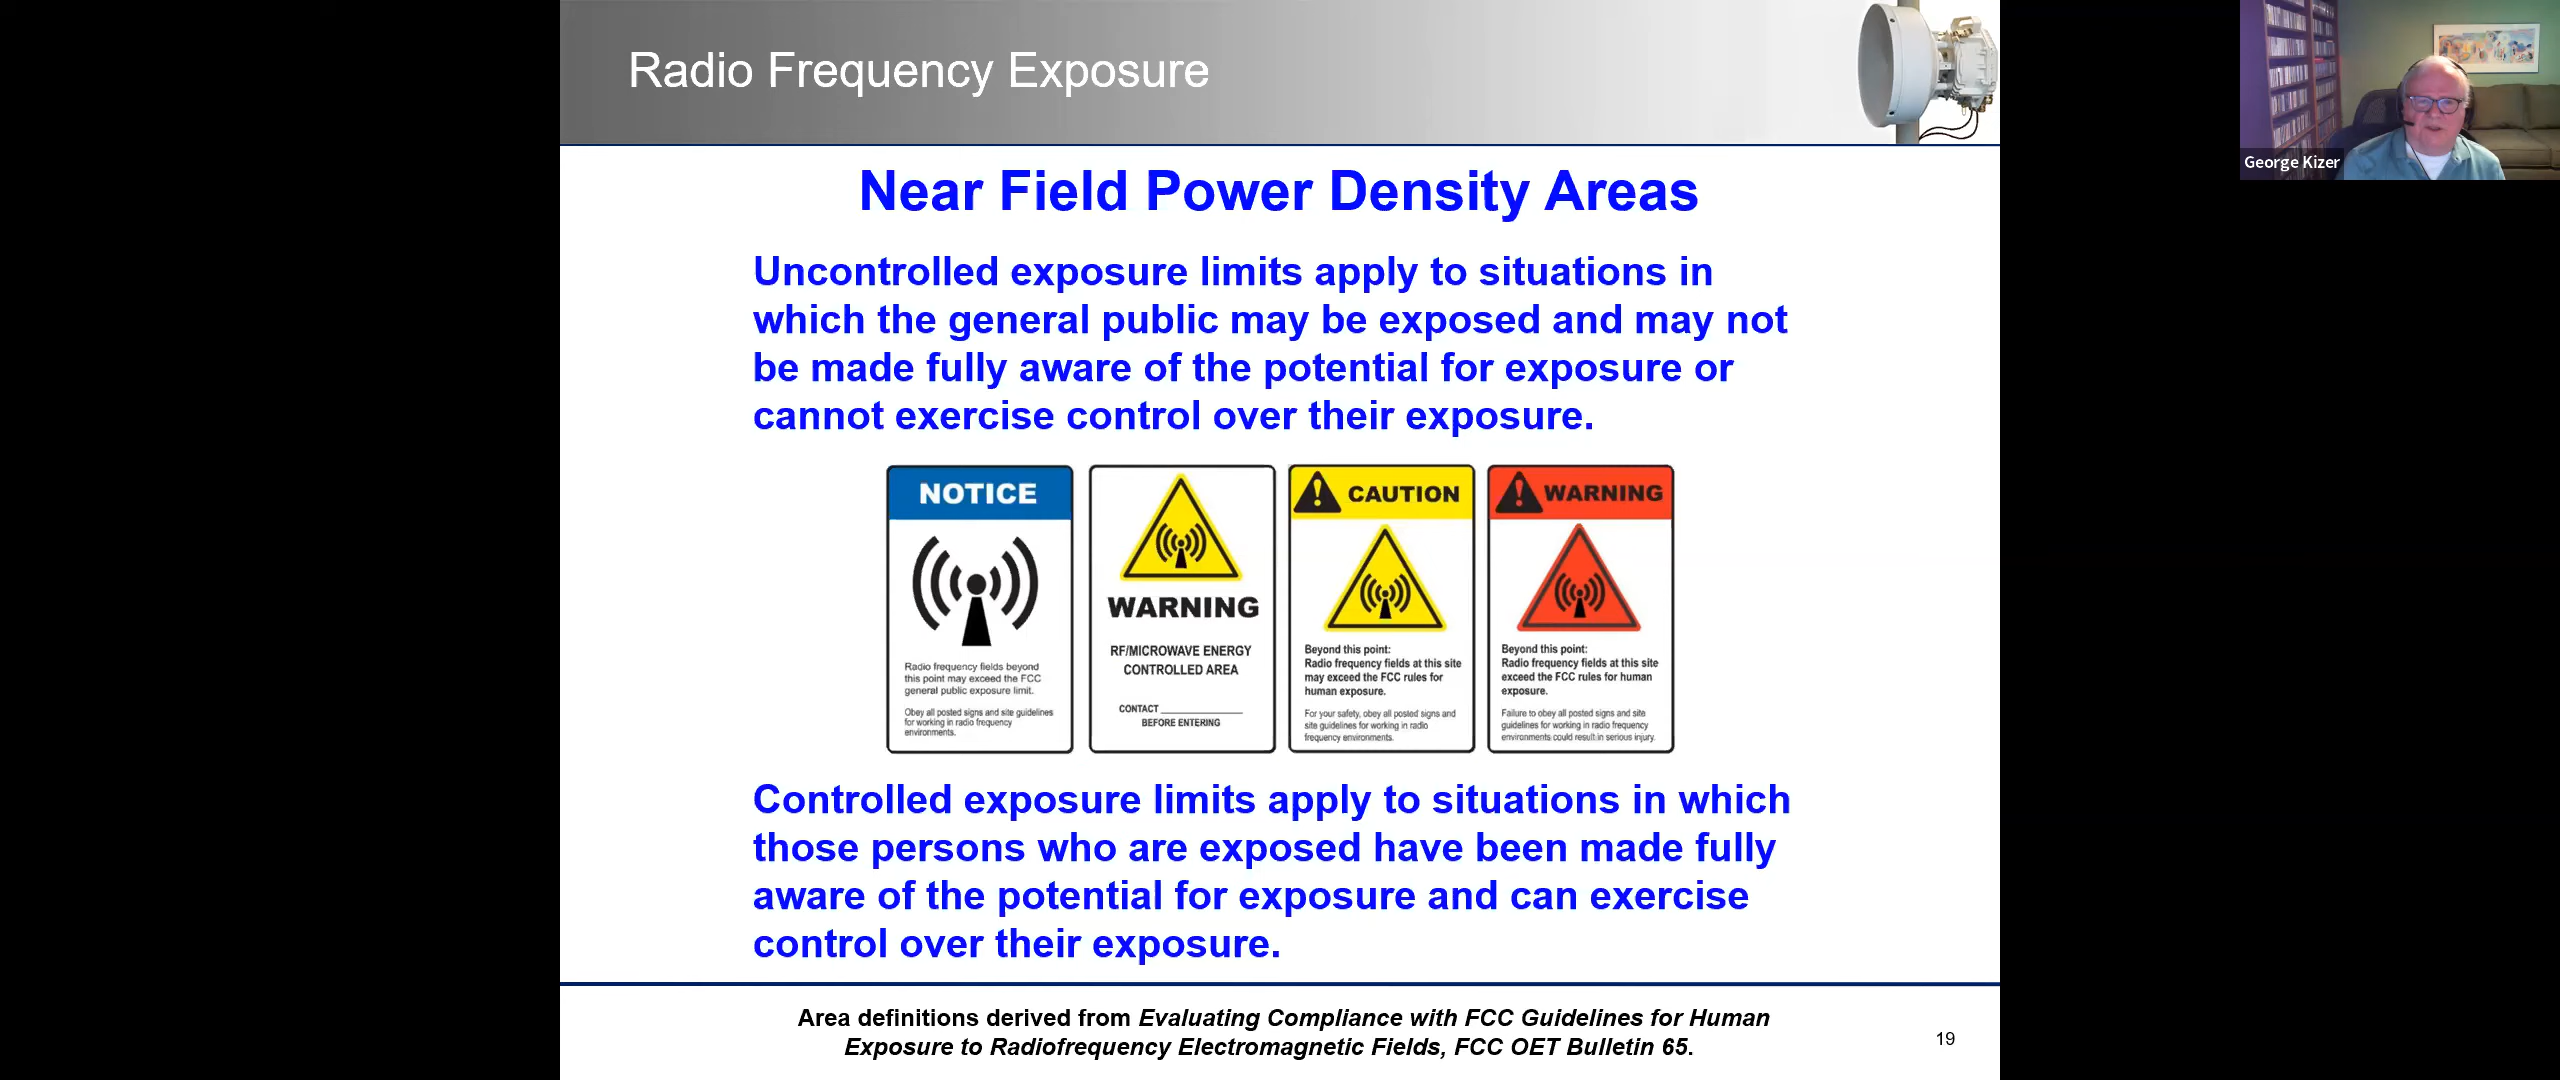 Radio Frequency Exposure
George Kizer
Near Field Power Density Areas
Uncontrolled exposure limits apply to situations in
which the general public may be exposed and may not
be made fully aware of the potential for exposure or
cannot exercise control over their exposure.
NOTICE
Radio frequency fields beyond
this point may exceed the FCC
general public exposure limit.
Obey all posted signs and site guidelines
for working in radio frequency
environments.
WARNING
RF/MICROWAVE ENERGY
CONTROLLED AREA
CONTACT ______________
BEFORE ENTERING
CAUTION
Beyond this point:
Radio frequency fields at this site
may exceed the FCC rules for
human exposure.
For your safety, obey all posted signs and
site guidelines for working in radio
frequency environments.
WARNING
Beyond this point:
Radio frequency fields at this site
exceed the FCC rules for human
exposure.
Failure to obey all posted signs and site
guidelines for working in radio frequency
environments could result in serious injury.
Controlled exposure limits apply to situations in which
those persons who are exposed have been made fully
aware of the potential for exposure and can exercise
control over their exposure.
Area definitions derived from Evaluating Compliance with FCC Guidelines for Human
Exposure to Radiofrequency Electromagnetic Fields, FCC OET Bulletin 65.
19